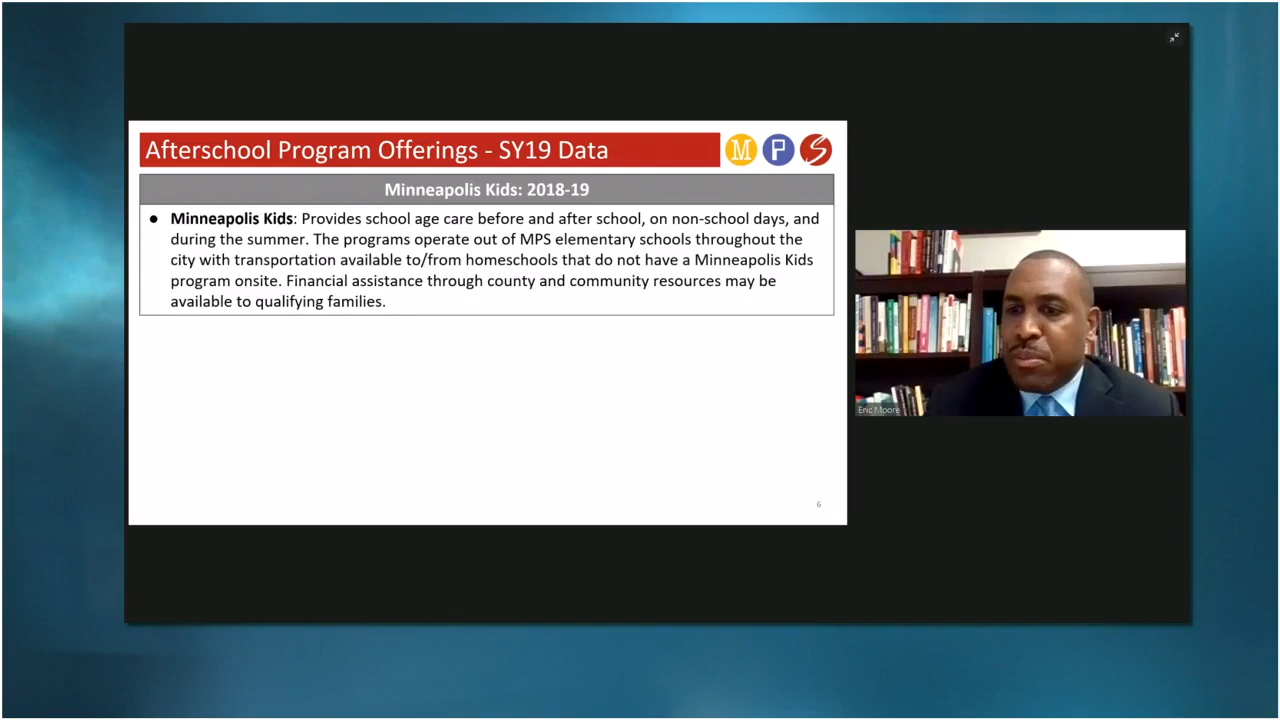 Afterschool Program Offerings - SY19 Data
M P S
Minneapolis Kids: 2018-19
● Minneapolis Kids: Provides school age care before and after school, on non-school days, and
during the summer. The programs operate out of MPS elementary schools throughout the
city with transportation available to/from homeschools that do not have a Minneapolis Kids
program onsite. Financial assistance through county and community resources may be
available to qualifying families.
6
Eric Moore